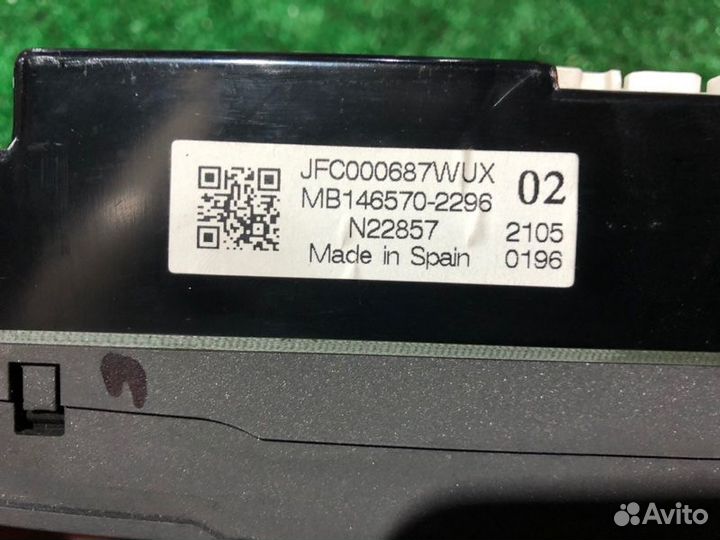 JFC000687WUX
MB146570-2296 02
N22857 2105
Made in Spain 0196
Avito